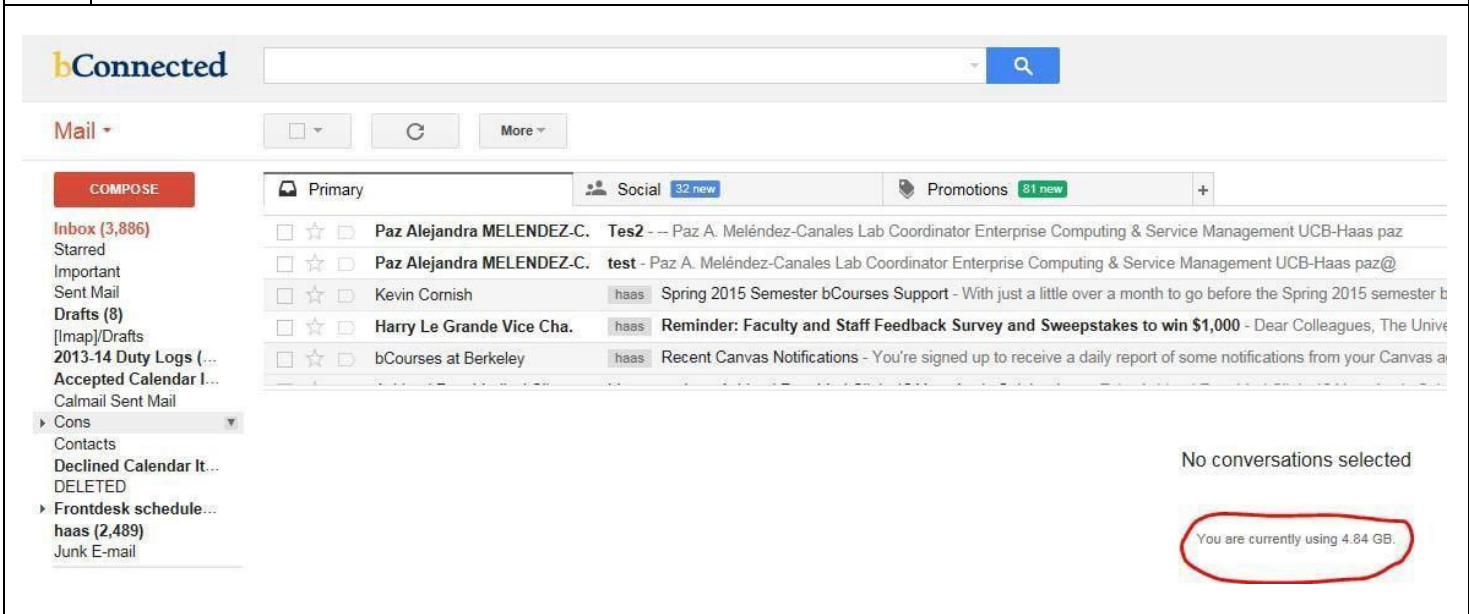 bConnected
Mail
More
COMPOSE
Primary
Social 32 new
Promotions 81 new
+
Inbox (3,886)
Starred
Important
Sent Mail
Drafts (8)
[Imap]/Drafts
2013-14 Duty Logs (...
Accepted Calendar I...
Calmail Sent Mail
Cons
Contacts
Declined Calendar It...
DELETED
Frontdesk schedule...
haas (2,489)
Junk E-mail
Paz Alejandra MELENDEZ-C. Tes2 - -- Paz A. Meléndez-Canales Lab Coordinator Enterprise Computing & Service Management UCB-Haas paz
Paz Alejandra MELENDEZ-C. test - Paz A. Meléndez-Canales Lab Coordinator Enterprise Computing & Service Management UCB-Haas paz@
Kevin Cornish haas Spring 2015 Semester bCourses Support - With just a little over a month to go before the Spring 2015 semester b
Harry Le Grande Vice Cha. haas Reminder: Faculty and Staff Feedback Survey and Sweepstakes to win $1,000 - Dear Colleagues, The Unive
bCourses at Berkeley haas Recent Canvas Notifications - You're signed up to receive a daily report of some notifications from your Canvas a
No conversations selected
You are currently using 4.84 GB.